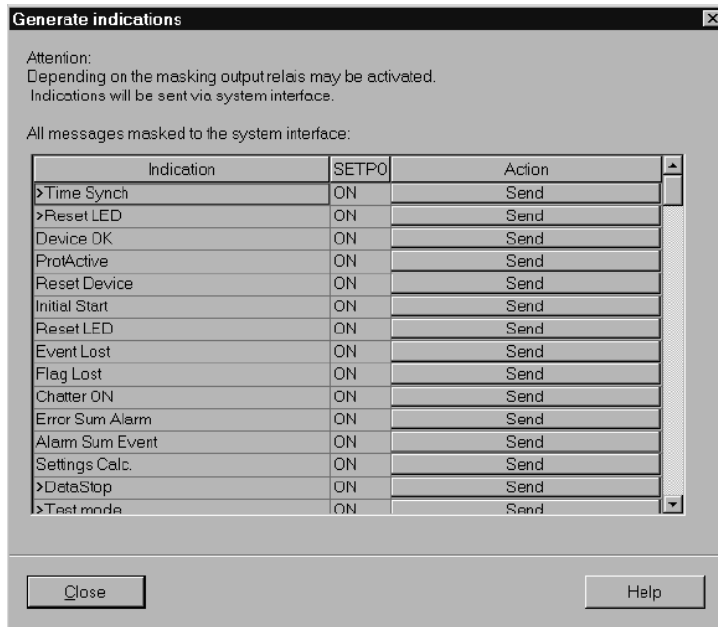 Generate indications
Attention:
Depending on the masking output relais may be activated.
Indications will be sent via system interface.
All messages masked to the system interface:
Indication SETPO Action
>Time Synch ON Send
>Reset LED ON Send
Device OK ON Send
ProtActive ON Send
Reset Device ON Send
Initial Start ON Send
Reset LED ON Send
Event Lost ON Send
Flag Lost ON Send
Chatter ON ON Send
Error Sum Alarm ON Send
Alarm Sum Event ON Send
Settings Calc. ON Send
>DataStop ON Send
>Test mode ON Send
Close Help